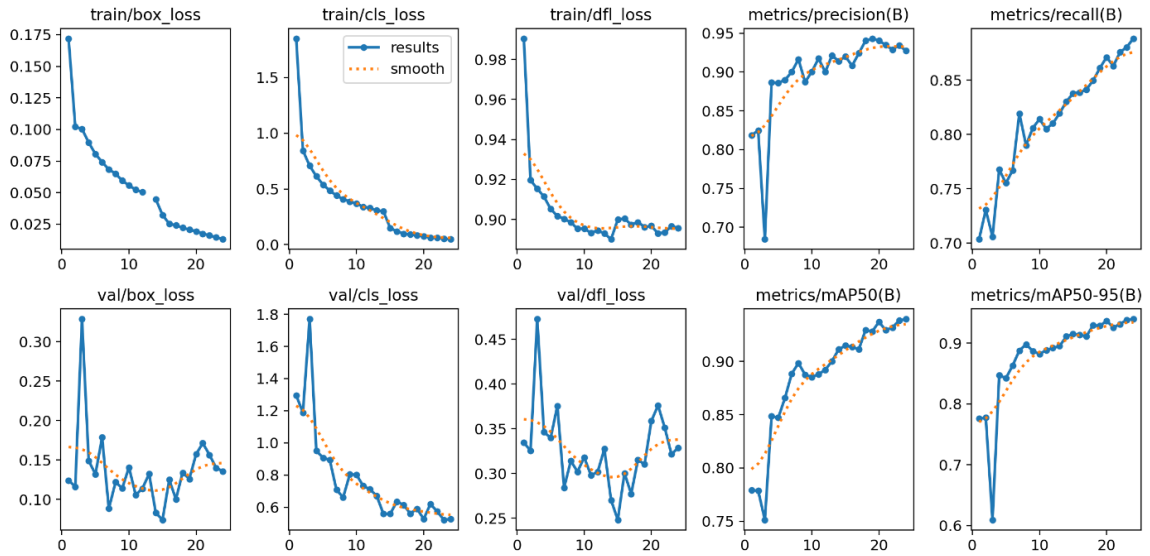 train/box_loss
train/cls_loss
train/dfl_loss
metrics/precision(B)
metrics/recall(B)
0.175
0.150
0.125
0.100
0.075
0.050
0.025
0 10 20
results
smooth
1.5
1.0
0.5
0.0
0 10 20
0.98
0.96
0.94
0.92
0.90
0 10 20
0.95
0.90
0.85
0.80
0.75
0.70
0 10 20
0.85
0.80
0.75
0.70
0 10 20
val/box_loss
val/cls_loss
val/dfl_loss
metrics/mAP50(B)
metrics/mAP50-95(B)
0.30
0.25
0.20
0.15
0.10
0 10 20
1.8
1.6
1.4
1.2
1.0
0.8
0.6
0 10 20
0.45
0.40
0.35
0.30
0.25
0 10 20
0.90
0.85
0.80
0.75
0 10 20
0.9
0.8
0.7
0.6
0 10 20